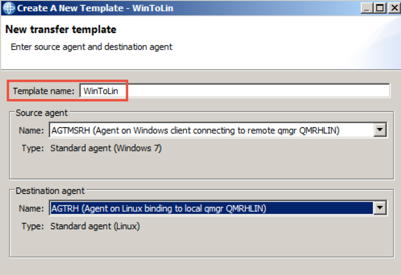 Create A New Template - WinToLin
New transfer template
Enter source agent and destination agent
Template name: WinToLin
Source agent
Name: AGTMSRH (Agent on Windows client connecting to remote qmgr QMRHLIN)
Type: Standard agent (Windows 7)
Destination agent
Name: AGTRH (Agent on Linux binding to local qmgr QMRHLIN)
Type: Standard agent (Linux)